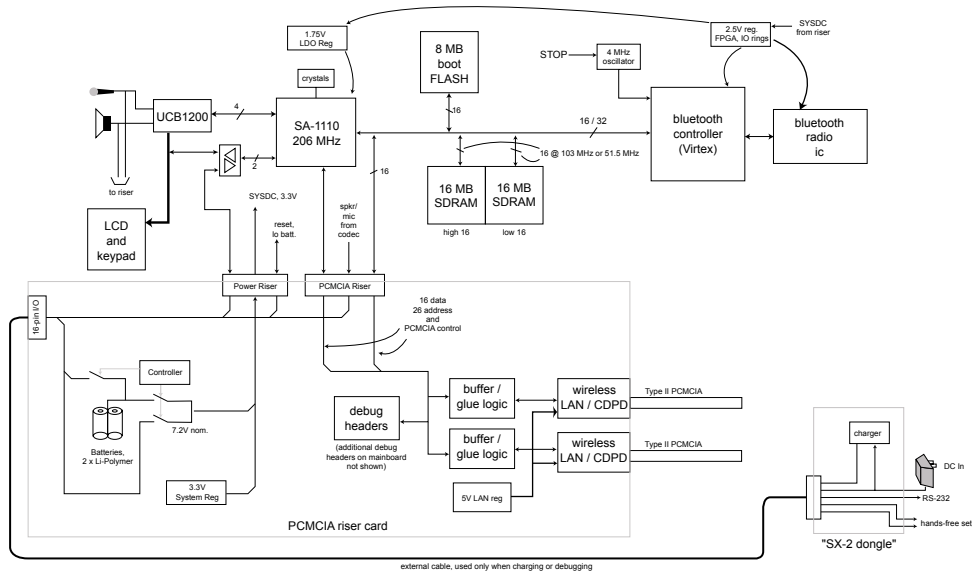 1.75V
LDO Reg
2.5V reg.
FPGA, IO rings
SYSDC
from riser
8 MB
boot
FLASH
STOP
4 MHz
oscillator
crystals
UCB1200
4
SA-1110
206 MHz
16
16 / 32
bluetooth
controller
(Virtex)
bluetooth
radio
ic
2
16
16 @ 103 MHz or 51.5 MHz
to riser
SYSDC, 3.3V
spkr/
mic
from
codec
16 MB
SDRAM
16 MB
SDRAM
LCD
and
keypad
reset,
lo batt.
high 16
low 16
Power Riser
PCMCIA Riser
16-pin I/O
16 data
26 address
and
PCMCIA control
Controller
buffer /
glue logic
wireless
LAN / CDPD
Type II PCMCIA
debug
headers
7.2V nom.
(additional debug
headers on mainboard
not shown)
buffer /
glue logic
wireless
LAN / CDPD
Type II PCMCIA
Batteries,
2 x Li-Polymer
3.3V
System Reg
5V LAN reg
charger
DC In
RS-232
hands-free set
PCMCIA riser card
"SX-2 dongle"
external cable, used only when charging or debugging